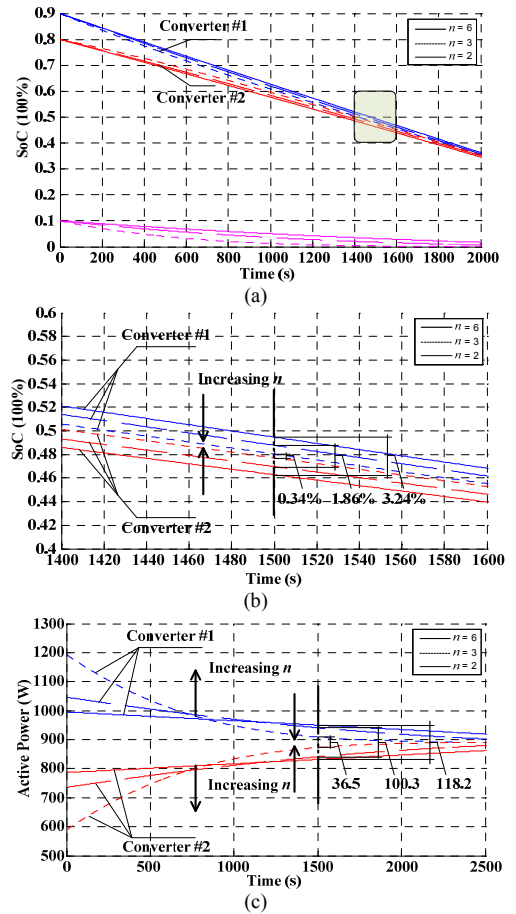 (a)
0.9
0.8
0.7
0.6
0.5
0.4
0.3
0.2
0.1
0
SoC (100%)
Converter #1
Converter #2
n = 6
n = 3
n = 2
0 200 400 600 800 1000 1200 1400 1600 1800 2000
Time (s)
(a)
0.6
0.58
0.56
0.54
0.52
0.5
0.48
0.46
0.44
0.42
0.4
SoC (100%)
Converter #1
n = 6
n = 3
n = 2
Increasing n
0.34% 1.86% 3.24%
Converter #2
1400 1420 1440 1460 1480 1500 1520 1540 1560 1580 1600
Time (s)
(b)
1300
1200
1100
1000
900
800
700
600
500
Active Power (W)
Converter #1
n = 6
n = 3
n = 2
Increasing n
Increasing n
36.5 100.3 118.2
Converter #2
0 500 1000 1500 2000 2500
Time (s)
(c)